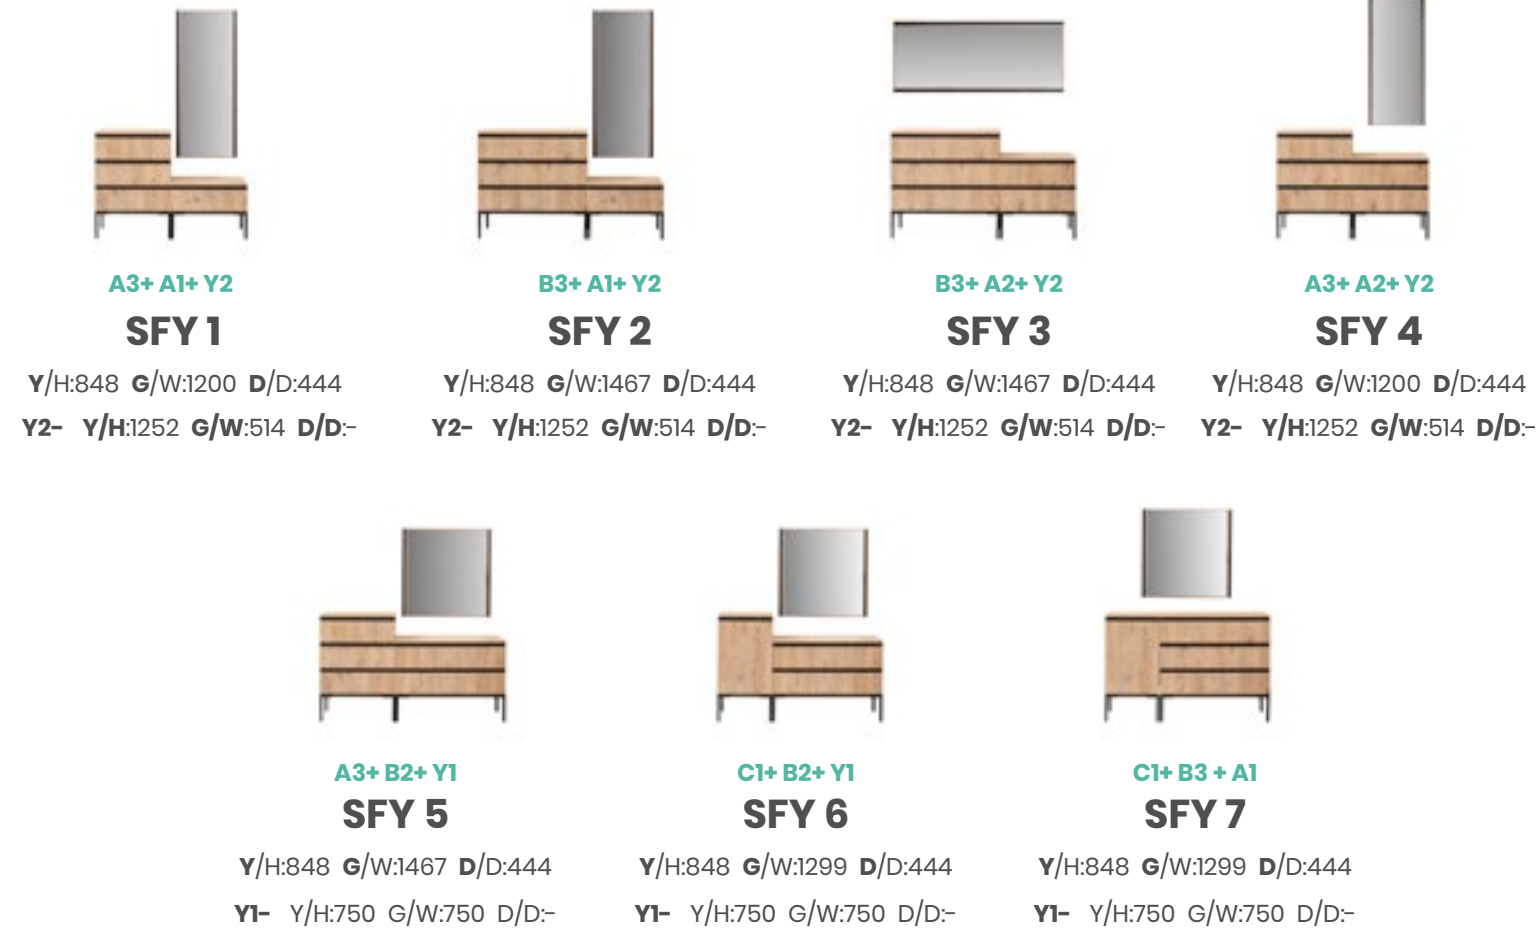 A3+ A1+ Y2
SFY 1
Y/H:848 G/W:1200 D/D:444
Y2- Y/H:1252 G/W:514 D/D:-
B3+ A1+ Y2
SFY 2
Y/H:848 G/W:1467 D/D:444
Y2- Y/H:1252 G/W:514 D/D:-
B3+ A2+ Y2
SFY 3
Y/H:848 G/W:1467 D/D:444
Y2- Y/H:1252 G/W:514 D/D:-
A3+ A2+ Y2
SFY 4
Y/H:848 G/W:1200 D/D:444
Y2- Y/H:1252 G/W:514 D/D:-
A3+ B2+ Y1
SFY 5
Y/H:848 G/W:1467 D/D:444
Y1- Y/H:750 G/W:750 D/D:-
C1+ B2+ Y1
SFY 6
Y/H:848 G/W:1299 D/D:444
Y1- Y/H:750 G/W:750 D/D:-
C1+ B3 + A1
SFY 7
Y/H:848 G/W:1299 D/D:444
Y1- Y/H:750 G/W:750 D/D:-